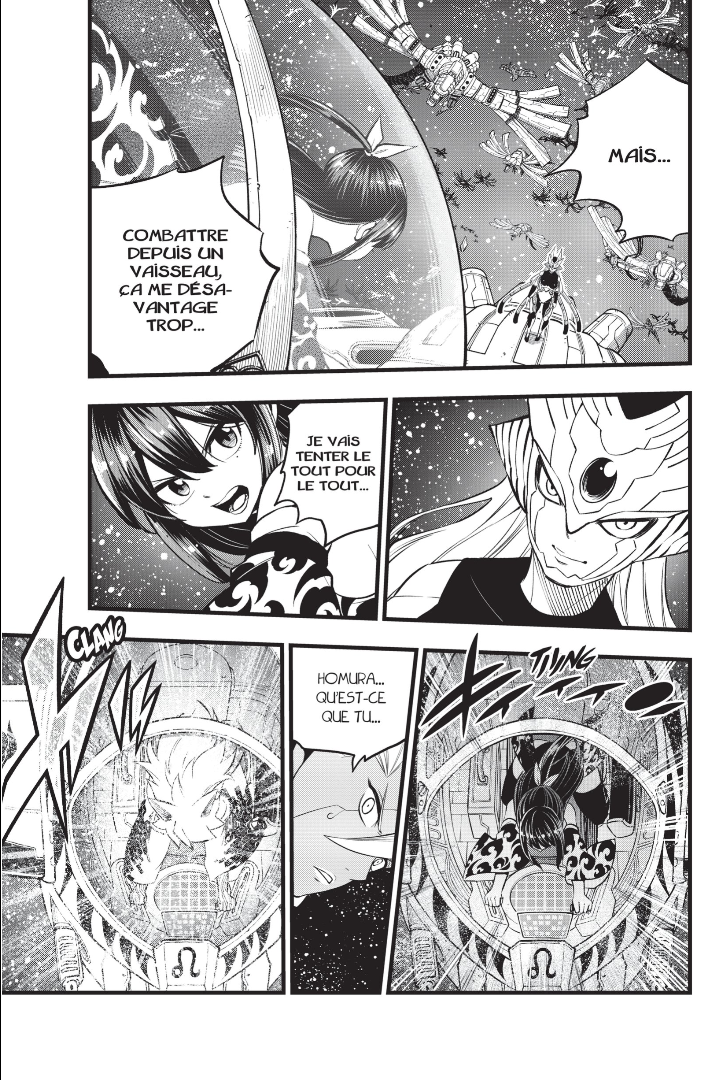 MAIS...
COMBATTRE
DEPUIS UN
VAISSEAU,
ÇA ME DÉSA-
VANTAGE
TROP...
JE VAIS
TENTER LE
TOUT POUR
LE TOUT...
TIVING
HOMURA...
QU'EST-CE
QUE TU...
CLANG